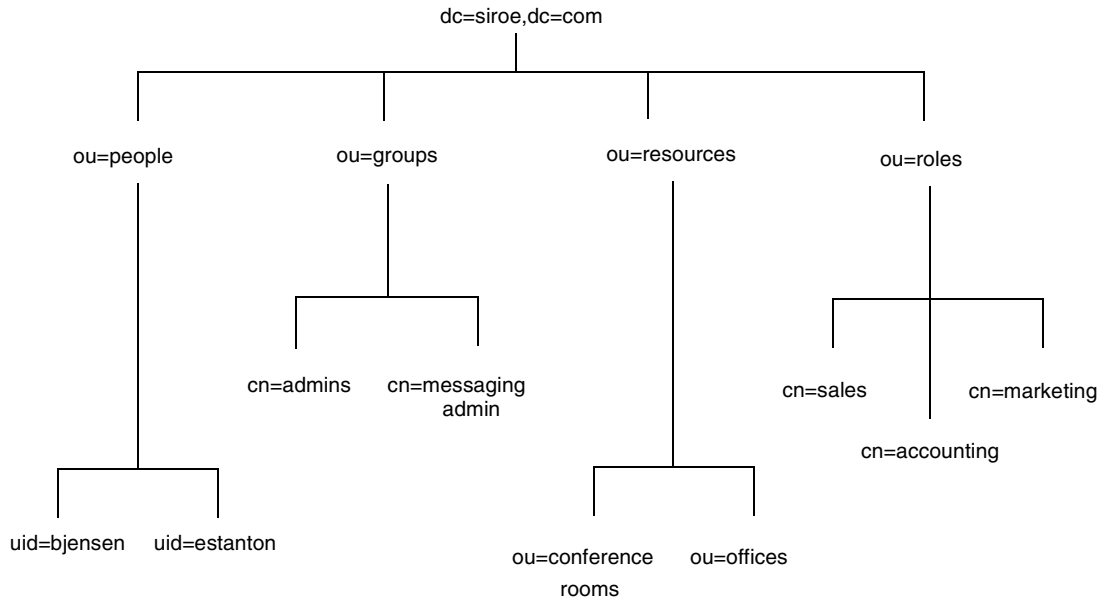 dc=siroe,dc=com
ou=people
ou=groups
ou=resources
ou=roles
cn=admins
cn=messaging
admin
cn=sales
cn=marketing
cn=accounting
uid=bjensen
uid=estanton
ou=conference
rooms
ou=offices